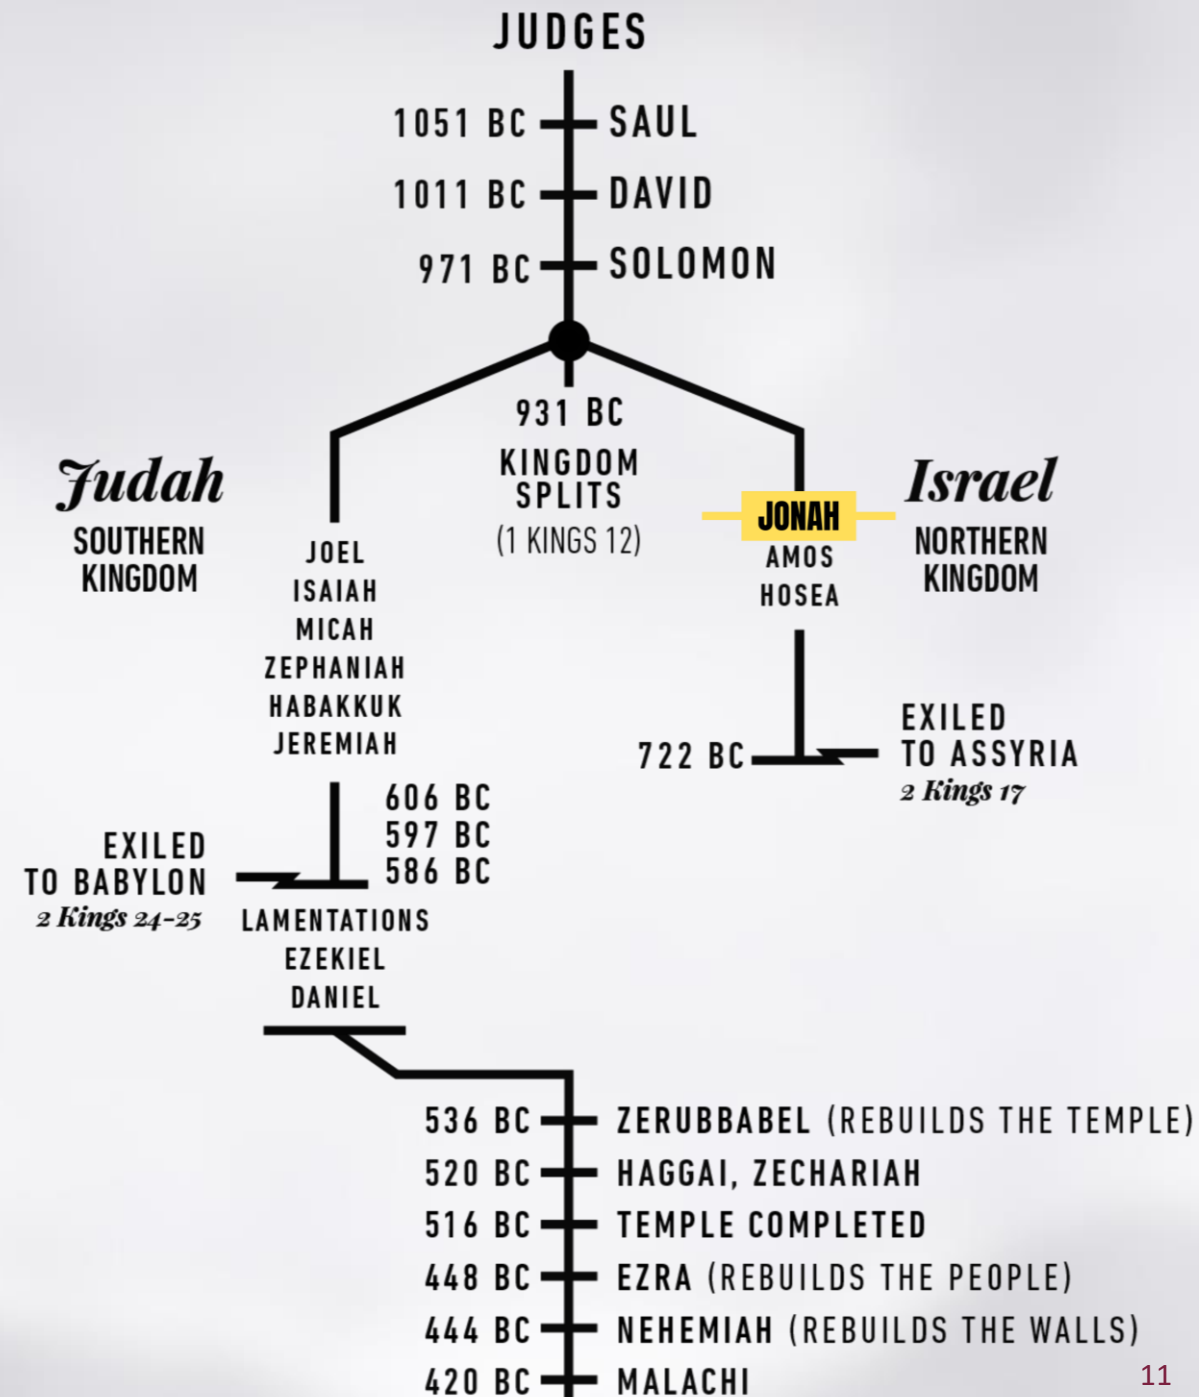 JUDGES
1051 BC SAUL
1011 BC DAVID
971 BC SOLOMON
931 BC
KINGDOM
SPLITS
(1 KINGS 12)
Judah
SOUTHERN
KINGDOM
JOEL
ISAIAH
MICAH
ZEPHANIAH
HABAKKUK
JEREMIAH
Israel
NORTHERN
KINGDOM
JONAH
AMOS
HOSEA
722 BC
EXILED
TO ASSYRIA
2 Kings 17
606 BC
597 BC
586 BC
EXILED
TO BABYLON
2 Kings 24-25
LAMENTATIONS
EZEKIEL
DANIEL
536 BC ZERUBBABEL (REBUILDS THE TEMPLE)
520 BC HAGGAI, ZECHARIAH
516 BC TEMPLE COMPLETED
448 BC EZRA (REBUILDS THE PEOPLE)
444 BC NEHEMIAH (REBUILDS THE WALLS)
420 BC MALACHI
11